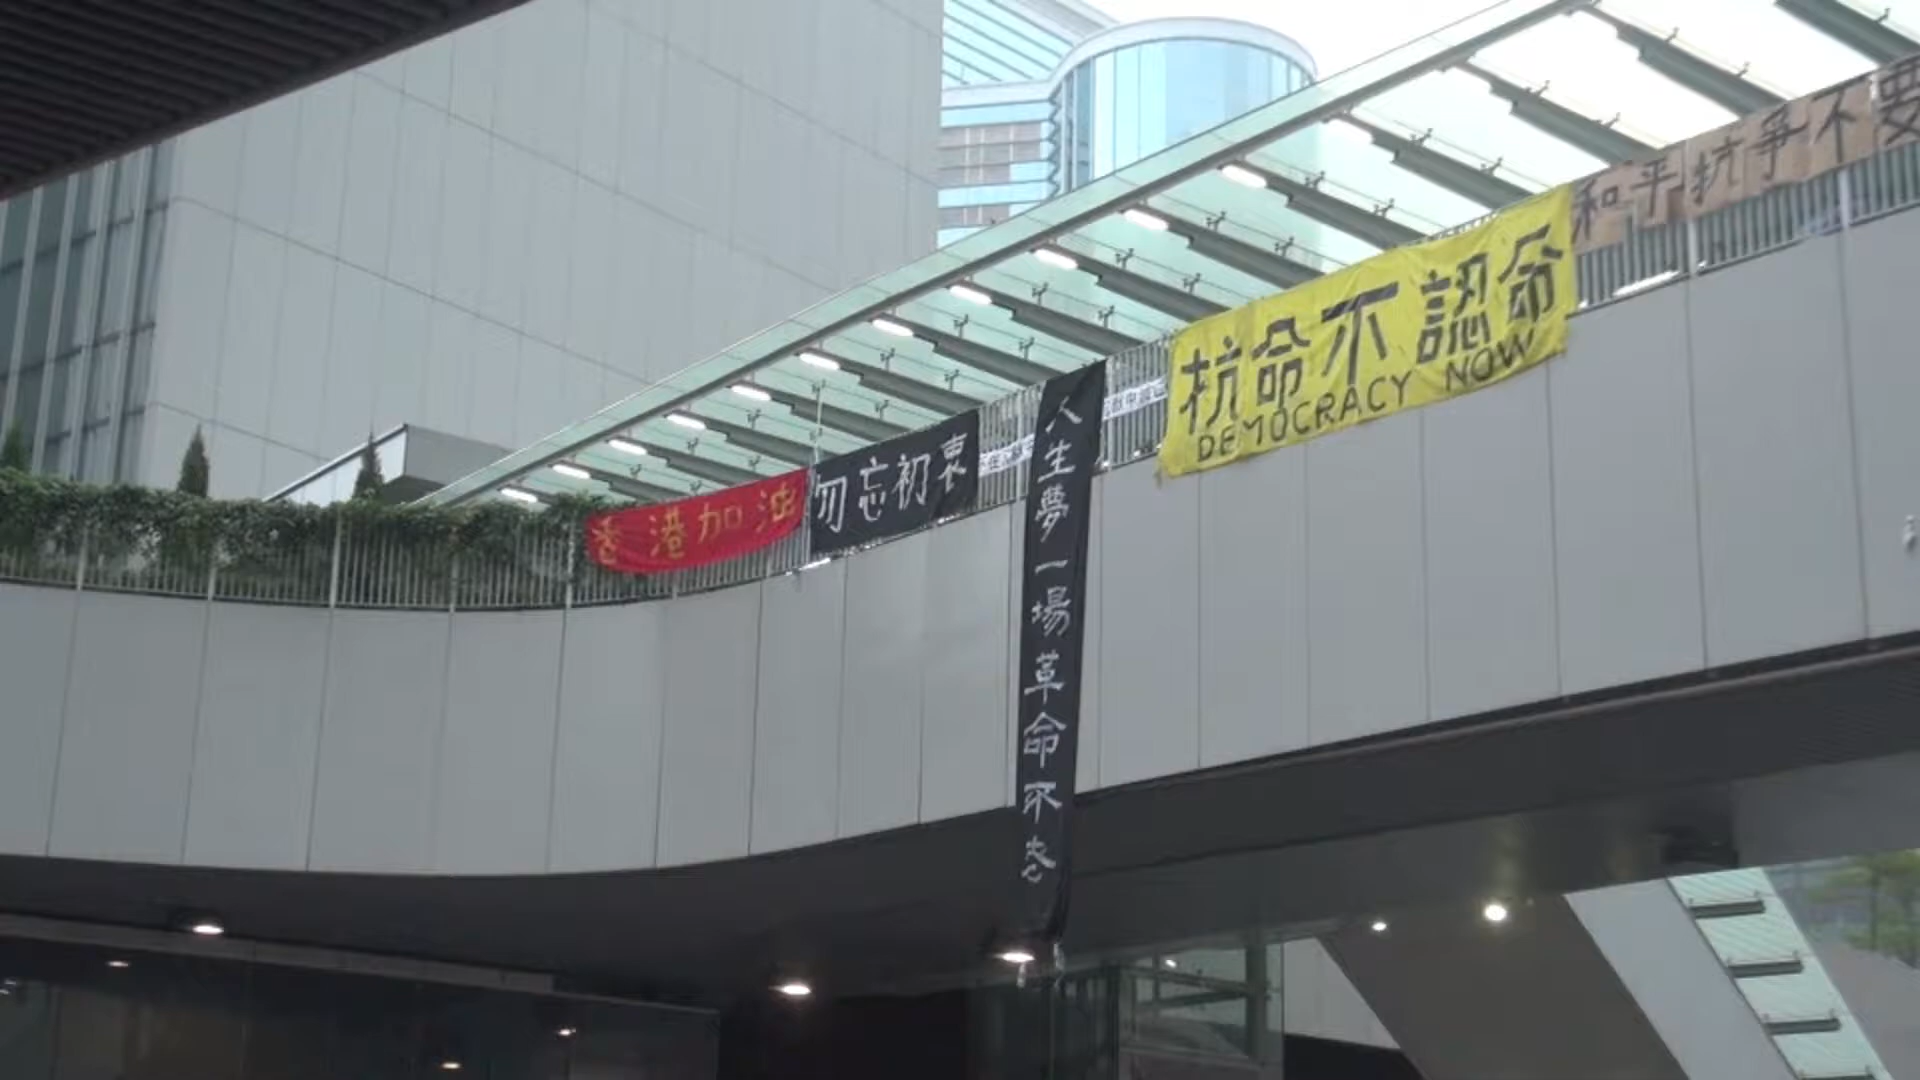 香港加油
勿忘初衷
人生夢一場革命不忘
抗命不認命
DEMOCRACY NOW
和平抗爭不要